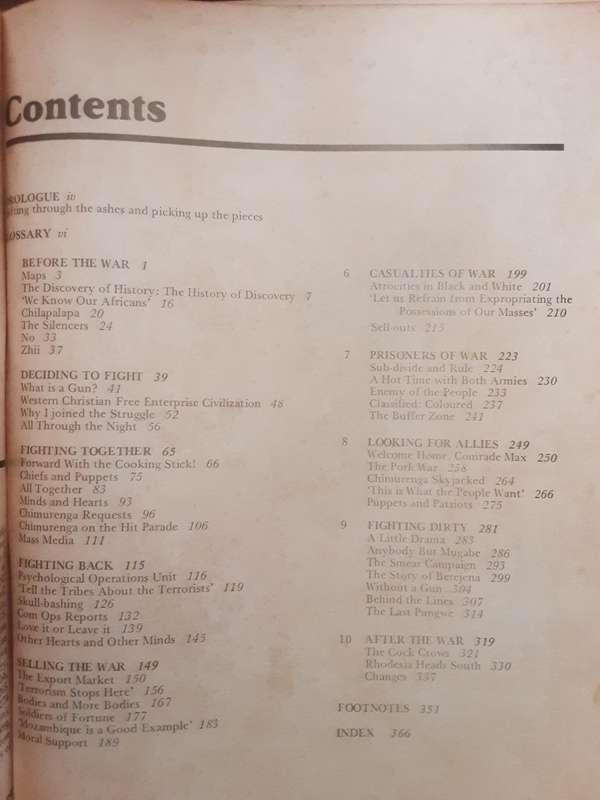 Contents
ROLOGUE iv
ifting through the ashes and picking up the pieces
LOSSARY vi
BEFORE THE WAR 1
Maps 3
The Discovery of History: The History of Discovery 7
'We Know Our Africans' 16
Chilapalapa 20
The Silencers 24
No 33
Zhii 37
DECIDING TO FIGHT 39
What is a Gun? 41
Western Christian Free Enterprise Civilization 48
Why I joined the Struggle 52
All Through the Night 56
FIGHTING TOGETHER 65
Forward With the Cooking Stick! 66
Chiefs and Puppets 75
All Together 83
Minds and Hearts 93
Chimurenga Requests 96
Chimurenga on the Hit Parade 106
Mass Media 111
FIGHTING BACK 115
Psychological Operations Unit 116
'Tell the Tribes About the Terrorists' 119
Skull-bashing 126
Com Ops Reports 132
Love it or Leave it 139
Other Hearts and Other Minds 145
SELLING THE WAR 149
The Export Market 150
'Terrorism Stops Here' 156
Bodies and More Bodies 167
Soldiers of Fortune 177
'Mozambique is a Good Example' 183
Moral Support 189
6 CASUALTIES OF WAR 199
Atrocities in Black and White 201
'Let us Refrain from Expropriating the
Possessions of Our Masses' 210
Sell-outs 215
7 PRISONERS OF WAR 223
Sub-divide and Rule 224
A Hot Time with Both Armies 230
Enemy of the People 233
Classified: Coloured 237
The Buffer Zone 241
8 LOOKING FOR ALLIES 249
Welcome Home, Comrade Max 250
The Pork War 258
Chimurenga Skyjacked 264
'This is What the People Want' 266
Puppets and Patriots 275
9 FIGHTING DIRTY 281
A Little Drama 283
Anybody But Mugabe 286
The Smear Campaign 293
The Story of Berejena 299
Without a Gun 304
Behind the Lines 307
The Last Pungwe 314
10 AFTER THE WAR 319
The Cock Crows 321
Rhodesia Heads South 330
Changes 337
FOOTNOTES 351
INDEX 366